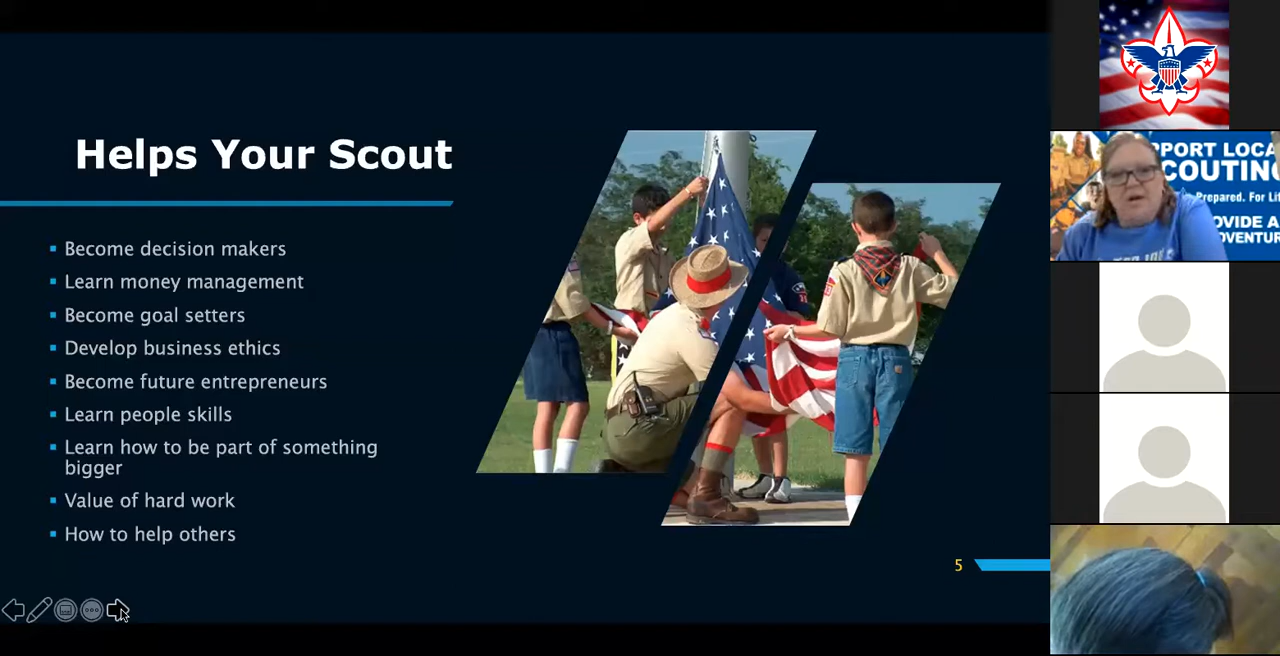 Helps Your Scout
Become decision makers
Learn money management
Become goal setters
Develop business ethics
Become future entrepreneurs
Learn people skills
Learn how to be part of something
bigger
Value of hard work
How to help others
5
Prepared. For